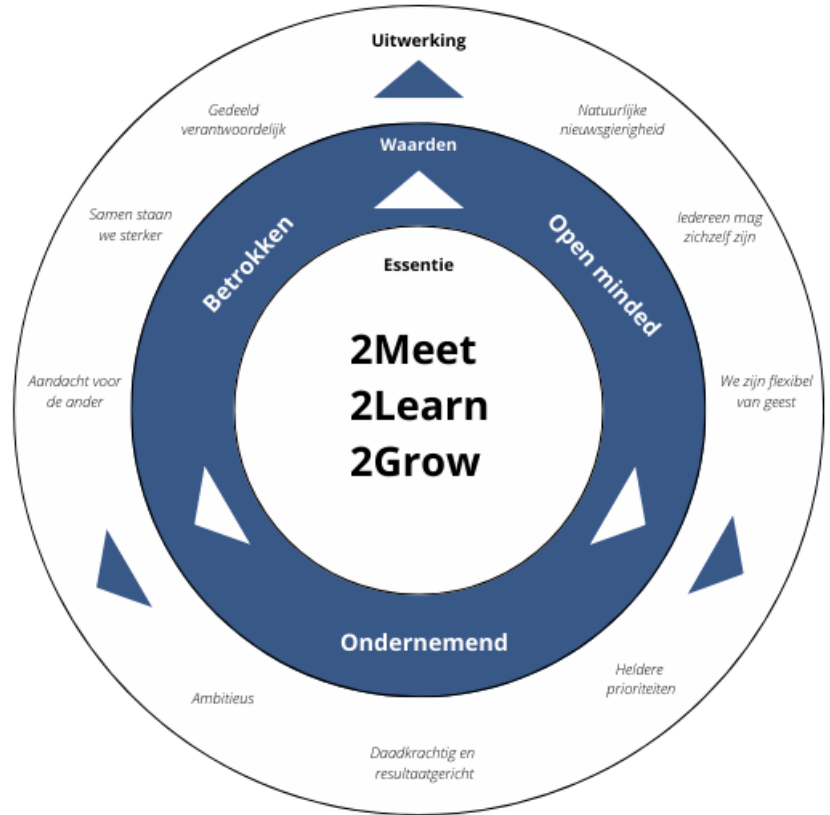 Uitwerking
Gedeeld
verantwoordelijk
Natuurlijke
nieuwsgierigheid
Waarden
Samen staan
we sterker
Iedereen mag
zichzelf zijn
Betrokken
Open minded
Essentie
2Meet
2Learn
2Grow
Aandacht voor
de ander
We zijn flexibel
van geest
Ondernemend
Ambitieus
Heldere
prioriteiten
Daadkrachtig en
resultaatgericht